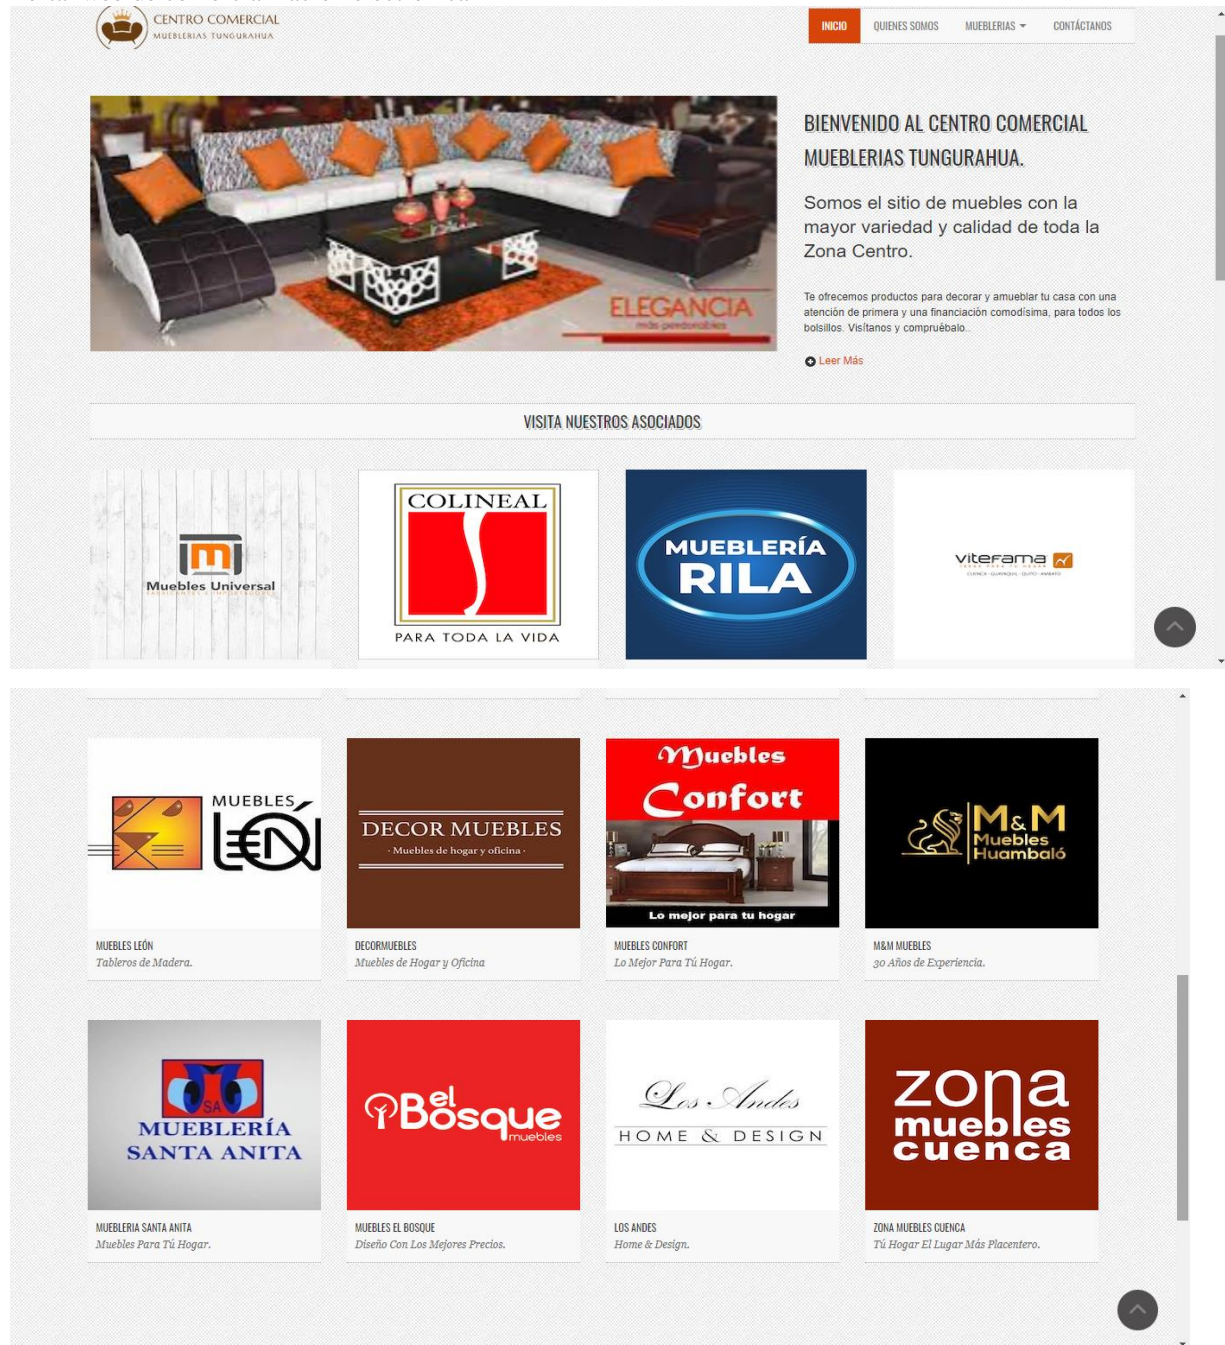 CENTRO COMERCIAL
MUEBLERIAS TUNGURAHUA
INICIO
QUIENES SOMOS
MUEBLERIAS
CONTÁCTANOS
ELEGANCIA
BIENVENIDO AL CENTRO COMERCIAL
MUEBLERIAS TUNGURAHUA.
Somos el sitio de muebles con la
mayor variedad y calidad de toda la
Zona Centro.
Te ofrecemos productos para decorar y amueblar tu casa con una
atención de primera y una financiación comodísima, para todos los
bolsillos. Visítanos y compruébalo..
Leer Más
VISITA NUESTROS ASOCIADOS
Muebles Universal
COLINEAL
PARA TODA LA VIDA
MUEBLERÍA
RILA
vitefama
CUENCA - GUAYAQUIL - QUITO - AMBATO
MUEBLES
LEÓN
DECOR MUEBLES
· Muebles de hogar y oficina ·
Muebles
Confort
Lo mejor para tu hogar
M&M
Muebles
Huambaló
MUEBLES LEÓN
Tableros de Madera.
DECORMUEBLES
Muebles de Hogar y Oficina
MUEBLES CONFORT
Lo Mejor Para Tú Hogar.
M&M MUEBLES
30 Años de Experiencia.
SA
MUEBLERÍA
SANTA ANITA
el
Bosque
muebles
Los Andes
HOME & DESIGN
zona
muebles
cuenca
MUEBLERIA SANTA ANITA
Muebles Para Tú Hogar.
MUEBLES EL BOSQUE
Diseño Con Los Mejores Precios.
LOS ANDES
Home & Design.
ZONA MUEBLES CUENCA
Tú Hogar El Lugar Más Placentero.